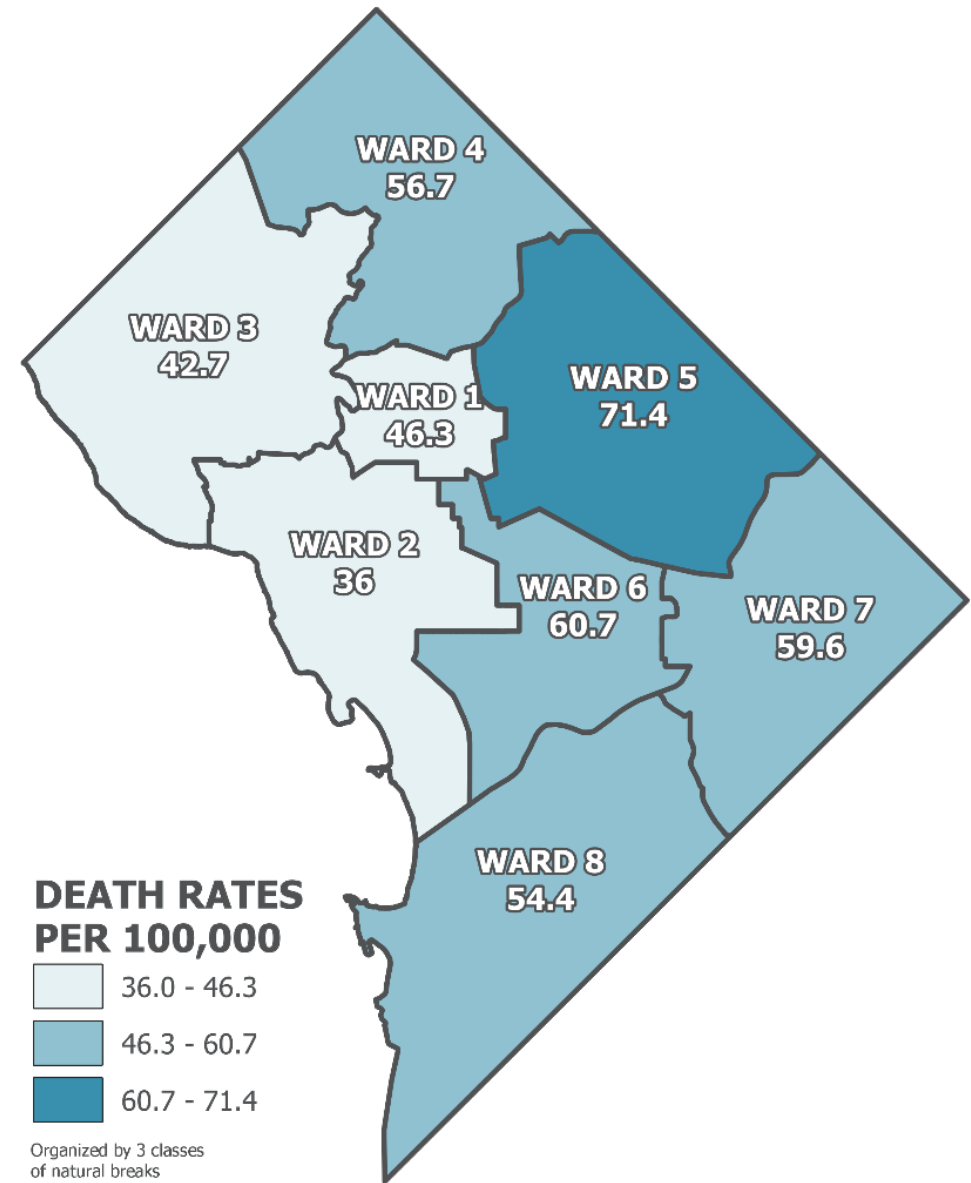 WARD 4
56.7
WARD 3
42.7
WARD 5
71.4
WARD 1
46.3
WARD 2
36
WARD 6
60.7
WARD 7
59.6
WARD 8
54.4
DEATH RATES
PER 100,000
36.0 - 46.3
46.3 - 60.7
60.7 - 71.4
Organized by 3 classes
of natural breaks